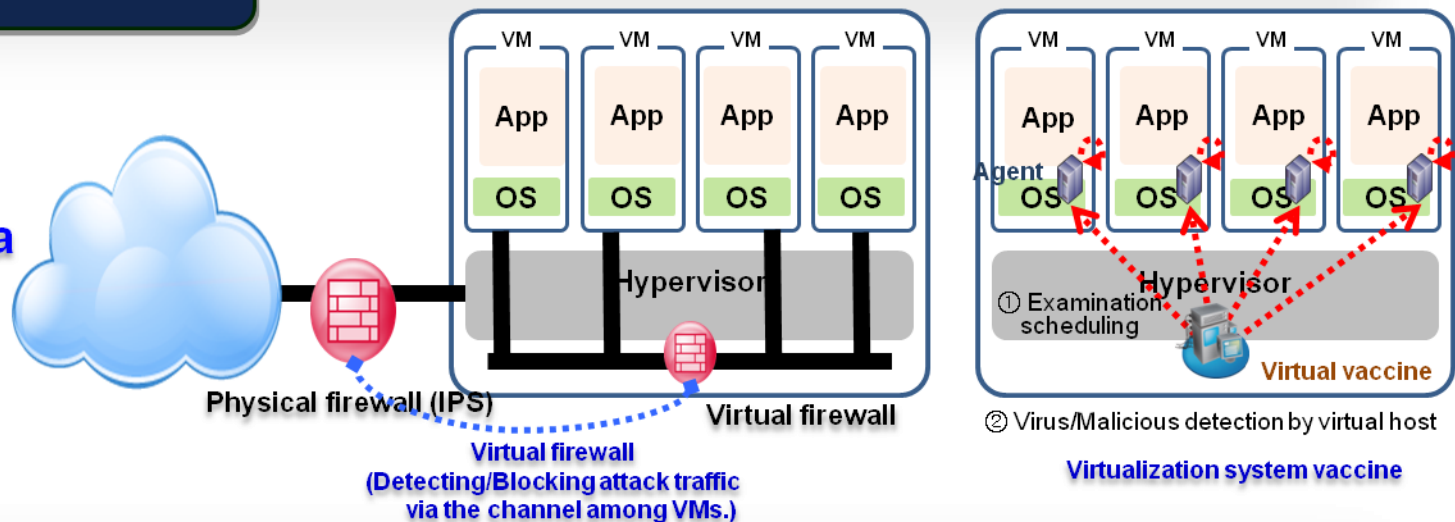 VM VM VM VM
App App App App
OS OS OS OS
Hypervisor
Physical firewall (IPS)
Virtual firewall
Virtual firewall
(Detecting/Blocking attack traffic
via the channel among VMs.)
VM VM VM VM
App App App App
Agent
OS OS OS OS
Hypervisor
① Examination
scheduling
Virtual vaccine
② Virus/Malicious detection by virtual host
Virtualization system vaccine